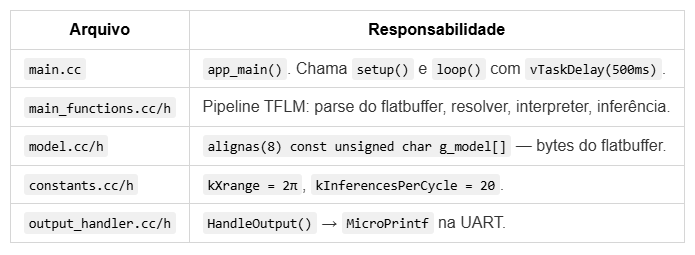 Arquivo Responsabilidade
main.cc app_main(). Chama setup() e loop() com vTaskDelay(500ms).
main_functions.cc/h Pipeline TFLM: parse do flatbuffer, resolver, interpreter, inferência.
model.cc/h alignas(8) const unsigned char g_model[] — bytes do flatbuffer.
constants.cc/h kXrange = 2π, kInferencesPerCycle = 20.
output_handler.cc/h HandleOutput() → MicroPrintf na UART.